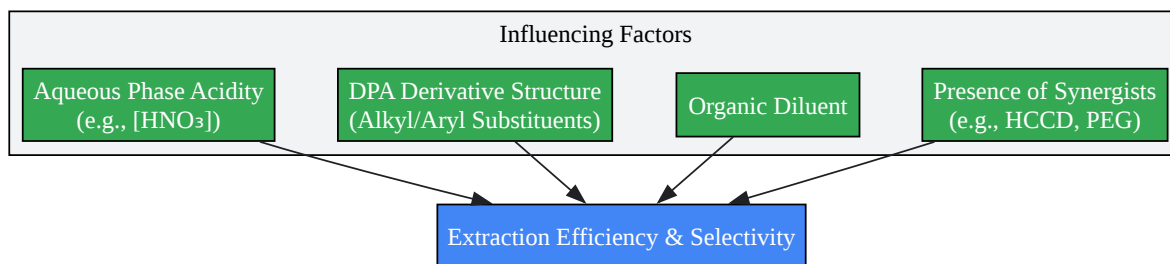 Influencing Factors
Aqueous Phase Acidity
(e.g., [HNO₃])
DPA Derivative Structure
(Alkyl/Aryl Substituents)
Organic Diluent
Presence of Synergists
(e.g., HCCD, PEG)
Extraction Efficiency & Selectivity